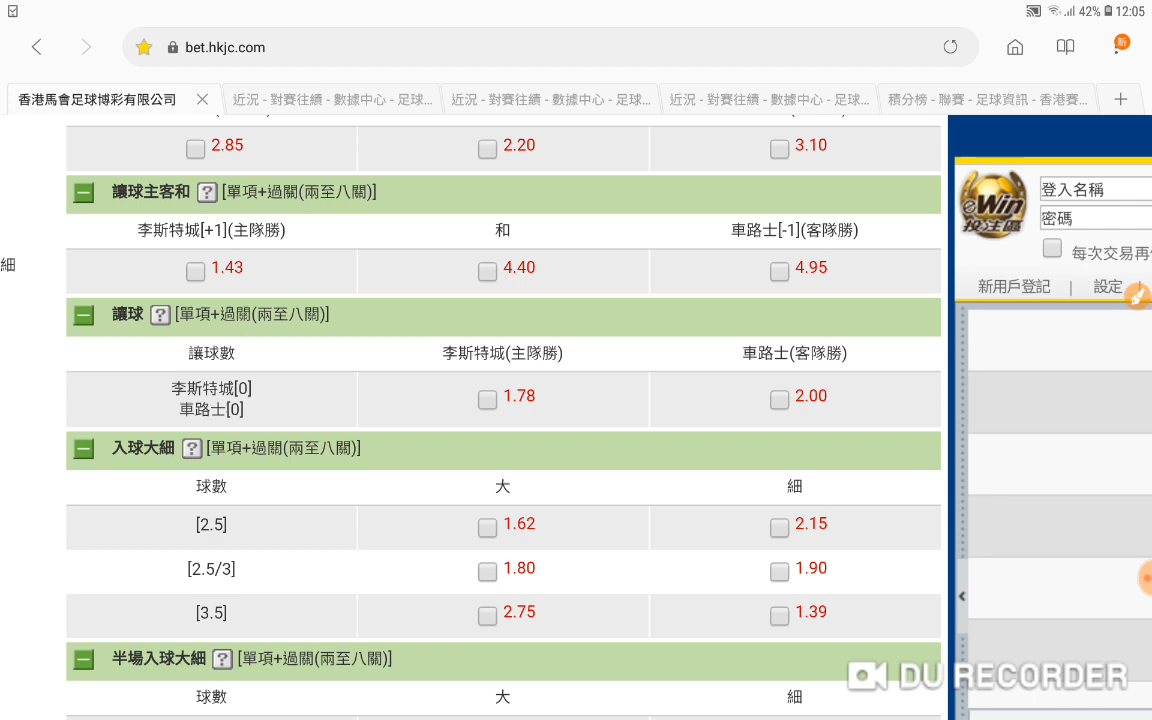 42% 12:05
bet.hkjc.com
新
香港馬會足球博彩有限公司
近況 - 對賽往續 - 數據中心 - 足球...
近況 - 對賽往續 - 數據中心 - 足球...
近況 - 對賽往續 - 數據中心 - 足球...
積分榜 - 聯賽 - 足球資訊 - 香港賽...
2.85 2.20 3.10
讓球主客和 ? [單項+過關(兩至八關)]
李斯特城[+1](主隊勝) 和 車路士[-1](客隊勝)
1.43 4.40 4.95
讓球 ? [單項+過關(兩至八關)]
讓球數 李斯特城(主隊勝) 車路士(客隊勝)
李斯特城[0]
車路士[0]
1.78 2.00
入球大細 ? [單項+過關(兩至八關)]
球數 大 細
[2.5] 1.62 2.15
[2.5/3] 1.80 1.90
[3.5] 2.75 1.39
半場入球大細 ? [單項+過關(兩至八關)]
球數 大 細
細
eWin
投注區
登入名稱
密碼
每次交易再
新用戶登記 | 設定 |
DU RECORDER